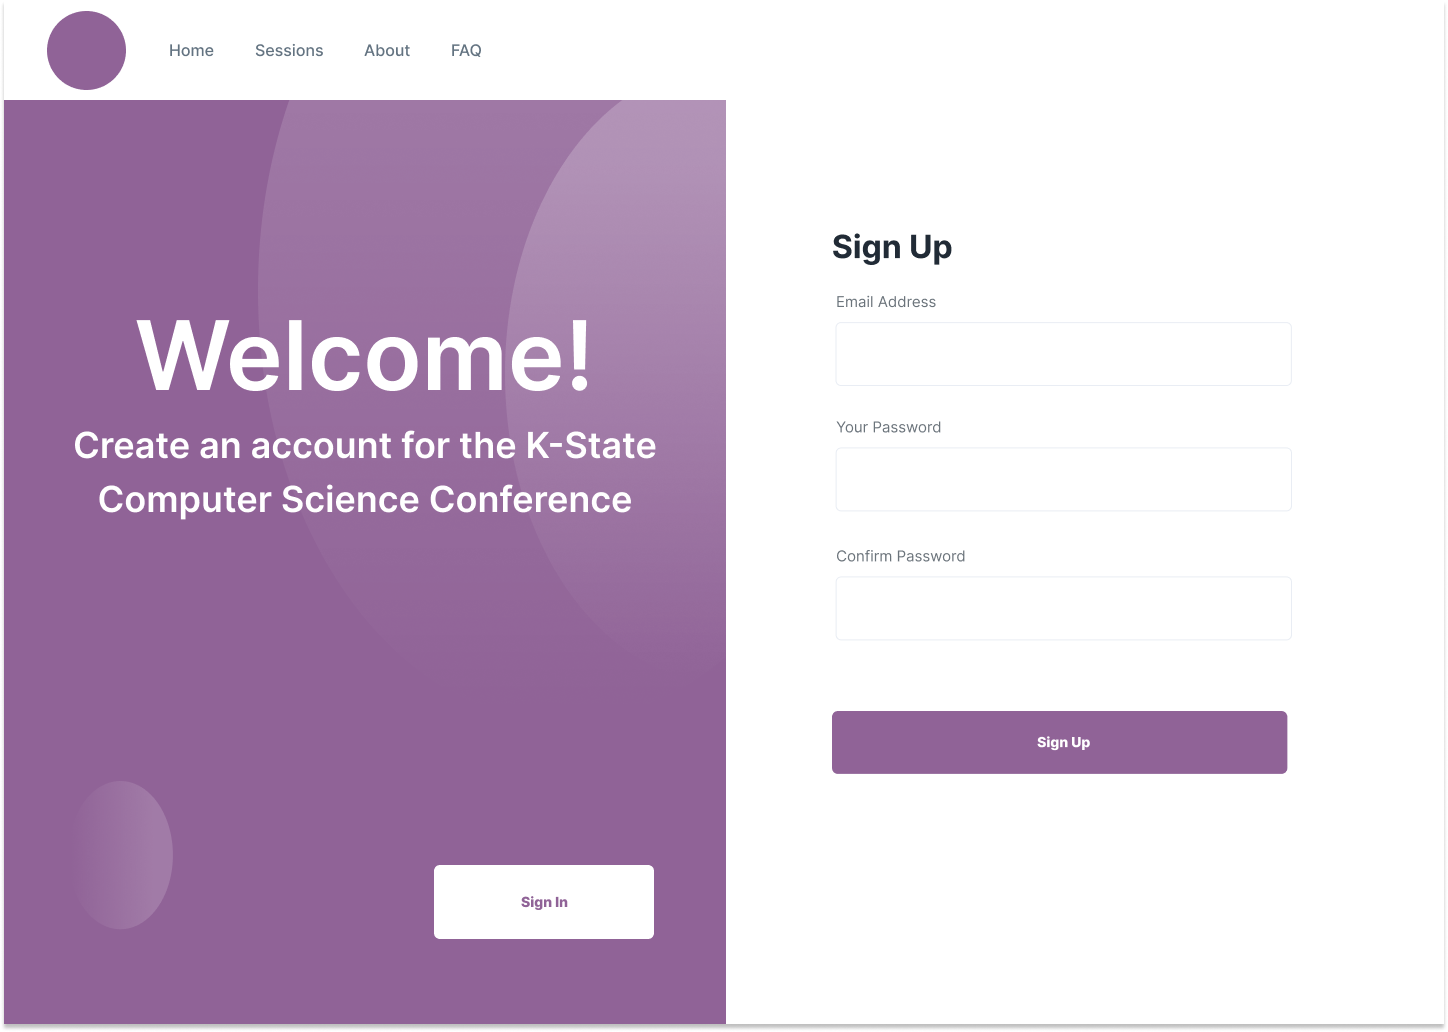 Home Sessions About FAQ
Welcome!
Create an account for the K-State
Computer Science Conference
Sign In
Sign Up
Email Address
Your Password
Confirm Password
Sign Up